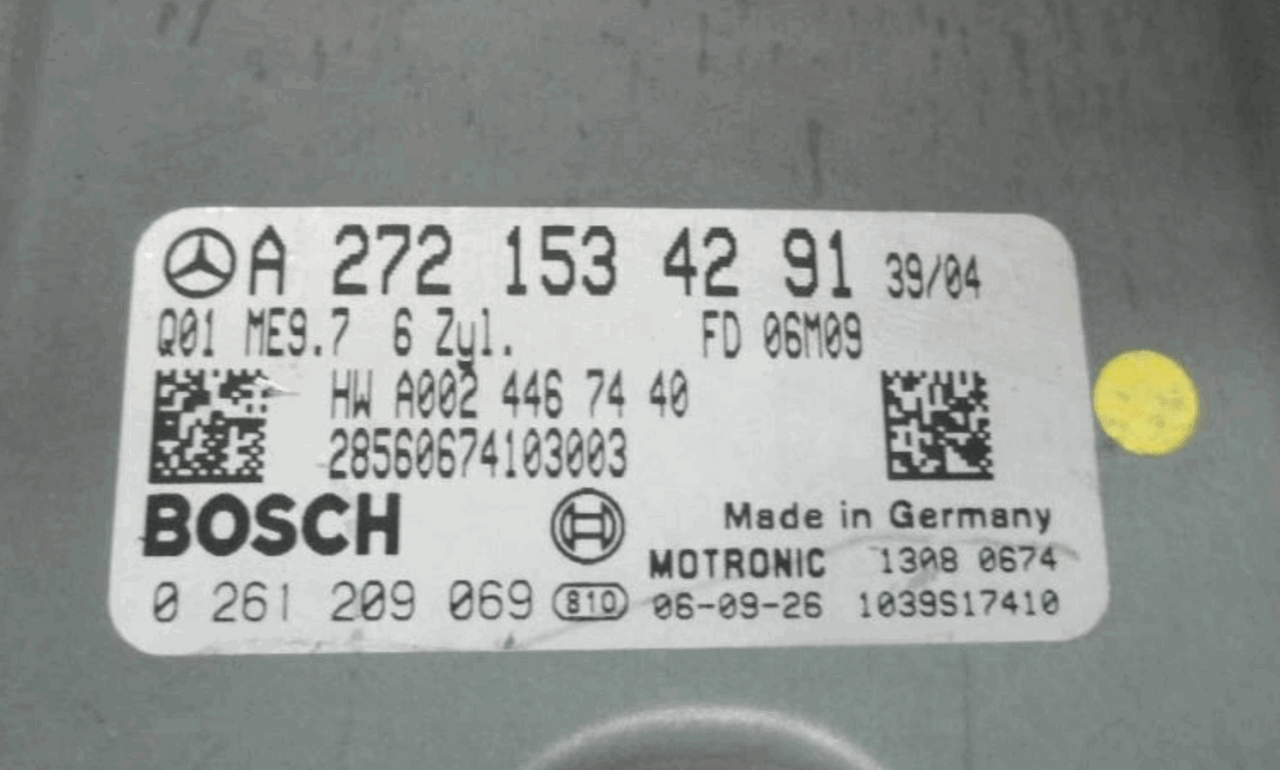 A 272 153 42 91 39/04
Q01 ME9.7 6 Zyl. FD 06M09
HW A002 446 74 40
28560674103003
BOSCH
Made in Germany
MOTRONIC 13A8 0674
0 261 209 069 810 06-09-26 1039S17410